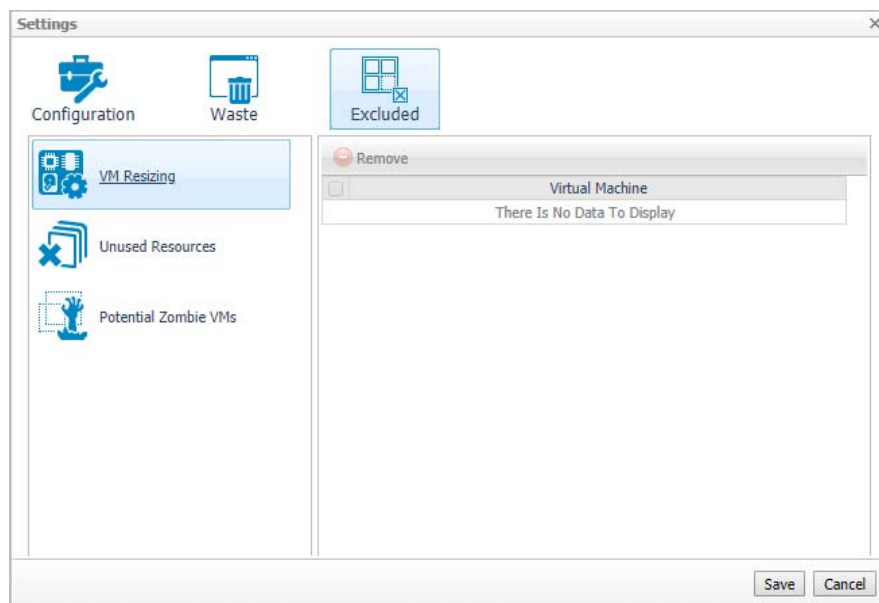 Settings
Configuration
Waste
Excluded
VM Resizing
Unused Resources
Potential Zombie VMs
Remove
Virtual Machine
There Is No Data To Display
Save
Cancel